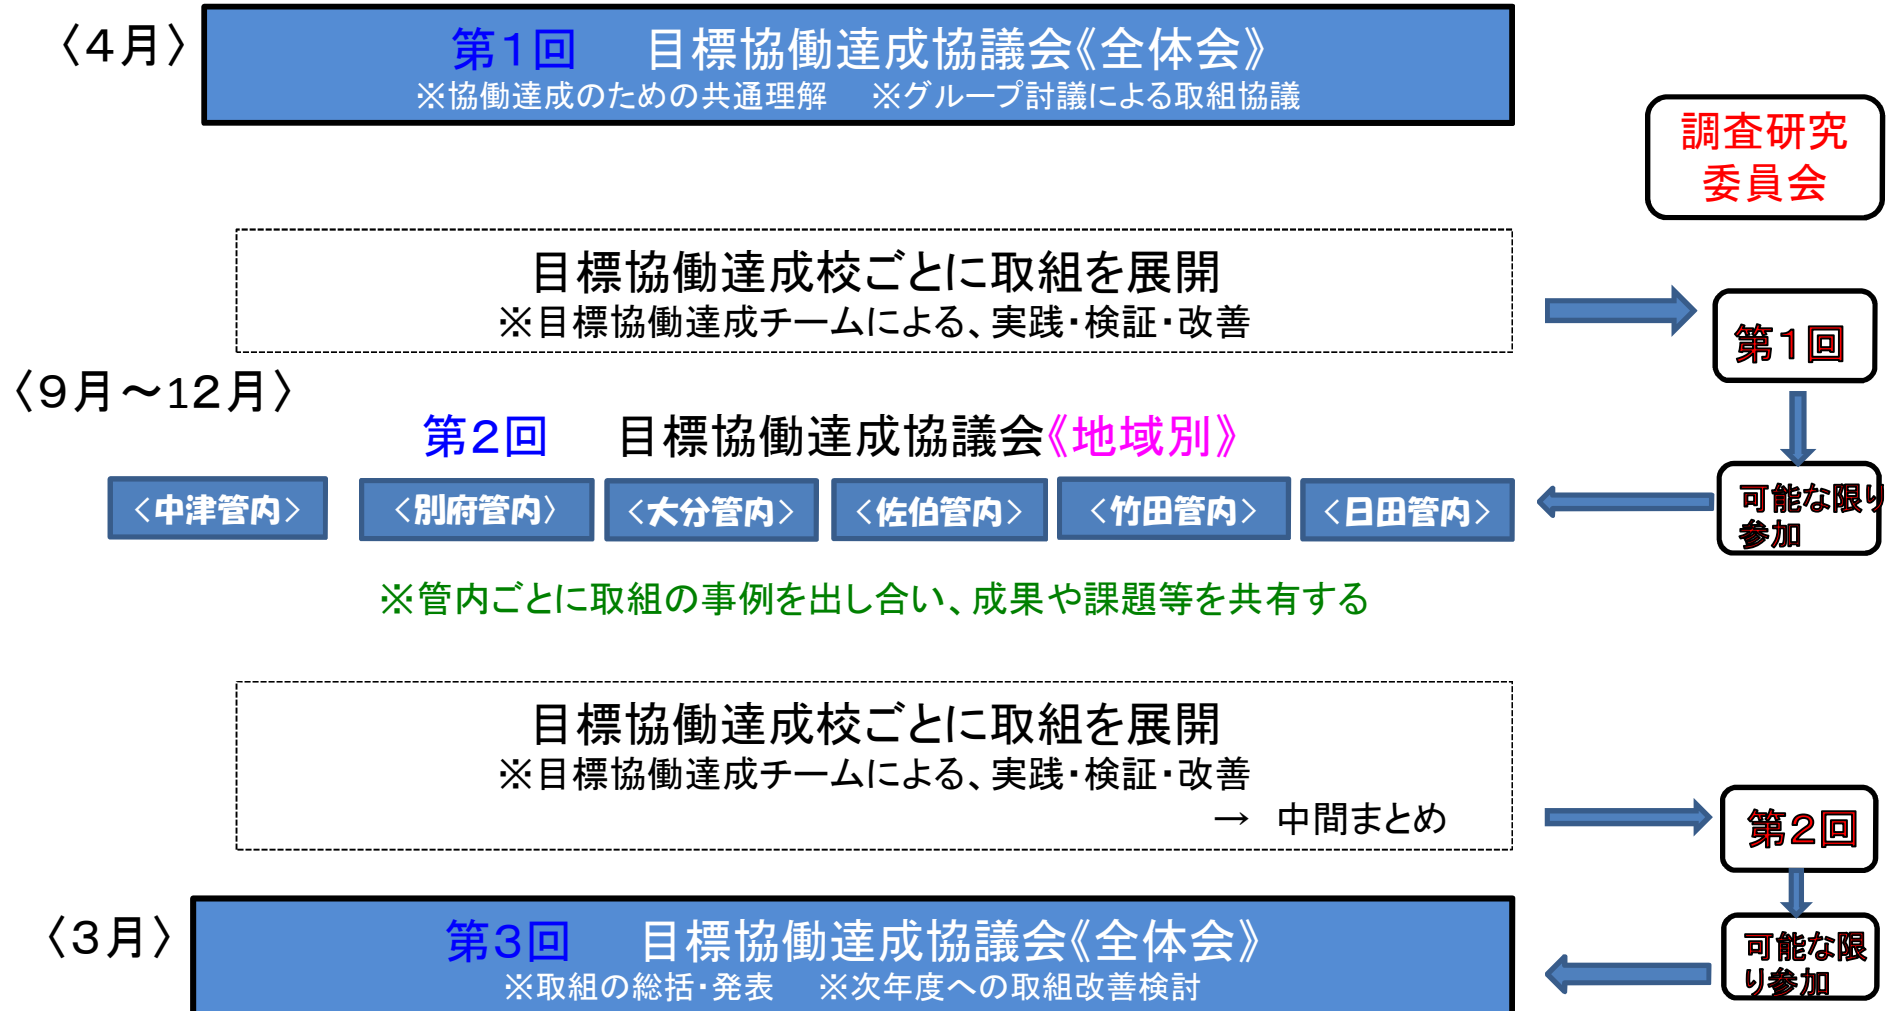 〈４月〉
第１回　目標協働達成協議会《全体会》
※協働達成のための共通理解　※グループ討議による取組協議
調査研究
委員会
目標協働達成校ごとに取組を展開
※目標協働達成チームによる、実践・検証・改善
第１回
〈９月～12月〉
第２回　目標協働達成協議会《地域別》
＜中津管内＞
＜別府管内〉
＜大分管内＞
＜佐伯管内＞
＜竹田管内＞
＜日田管内＞
可能な限り
参加
※管内ごとに取組の事例を出し合い、成果や課題等を共有する
目標協働達成校ごとに取組を展開
※目標協働達成チームによる、実践・検証・改善
→　中間まとめ
第２回
〈３月〉
第３回　目標協働達成協議会《全体会》
※取組の総括・発表　※次年度への取組改善検討
可能な限
り参加